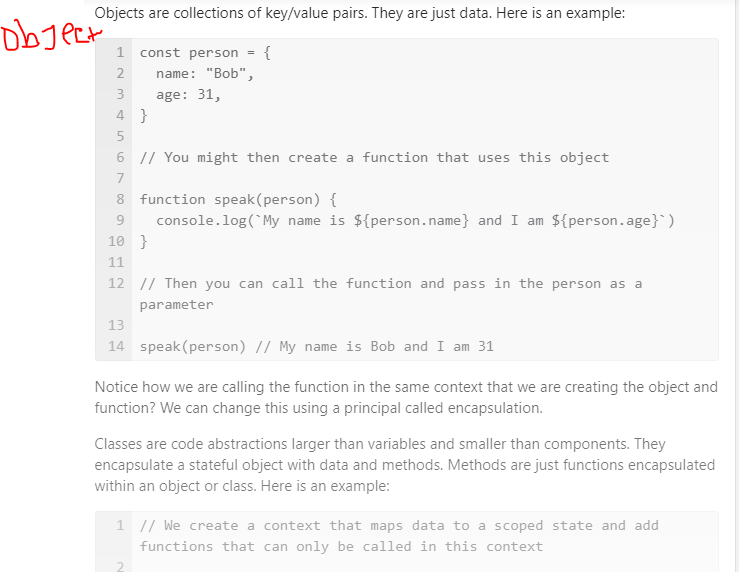 Objects are collections of key/value pairs. They are just data. Here is an example:
Object
1 const person = {
2   name: "Bob",
3   age: 31,
4 }
5
6 // You might then create a function that uses this object
7
8 function speak(person) {
9   console.log(`My name is ${person.name} and I am ${person.age}`)
10 }
11
12 // Then you can call the function and pass in the person as a
parameter
13
14 speak(person) // My name is Bob and I am 31
Notice how we are calling the function in the same context that we are creating the object and
function? We can change this using a principal called encapsulation.
Classes are code abstractions larger than variables and smaller than components. They
encapsulate a stateful object with data and methods. Methods are just functions encapsulated
within an object or class. Here is an example:
1 // We create a context that maps data to a scoped state and add
functions that can only be called in this context
2